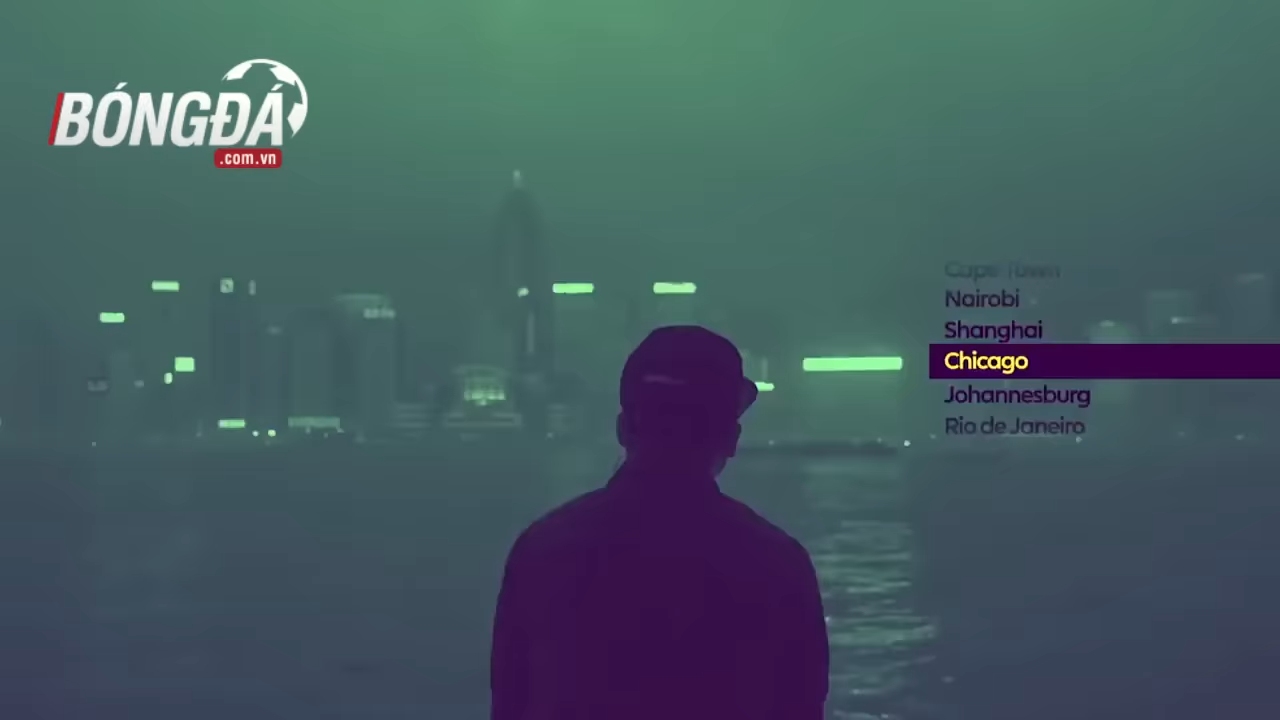 BÓNGĐÁ
.com.vn
Cape Town
Nairobi
Shanghai
Chicago
Johannesburg
Rio de Janeiro